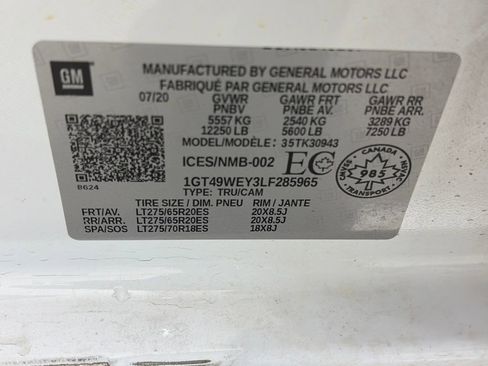 GM
MANUFACTURED BY GENERAL MOTORS LLC
FABRIQUÉ PAR GENERAL MOTORS LLC
07/20 GVWR GAWR FRT GAWR RR
PNBV PNBE AV. PNBE ARR
5557 KG 2540 KG 3289 KG
12250 LB 5600 LB 7250 LB
MODEL/MODÈLE: 35TK30943
ICES/NMB-002 EC
B624 1GT49WEY3LF285965
TYPE: TRU/CAM
TIRE SIZE / DIM. PNEU RIM / JANTE
FRT/AV. LT275/65R20ES 20X8.5J
RR/ARR. LT275/65R20ES 20X8.5J
SPA/SOS LT275/70R18ES 18X8J
CANADA
985
TRANSPORT